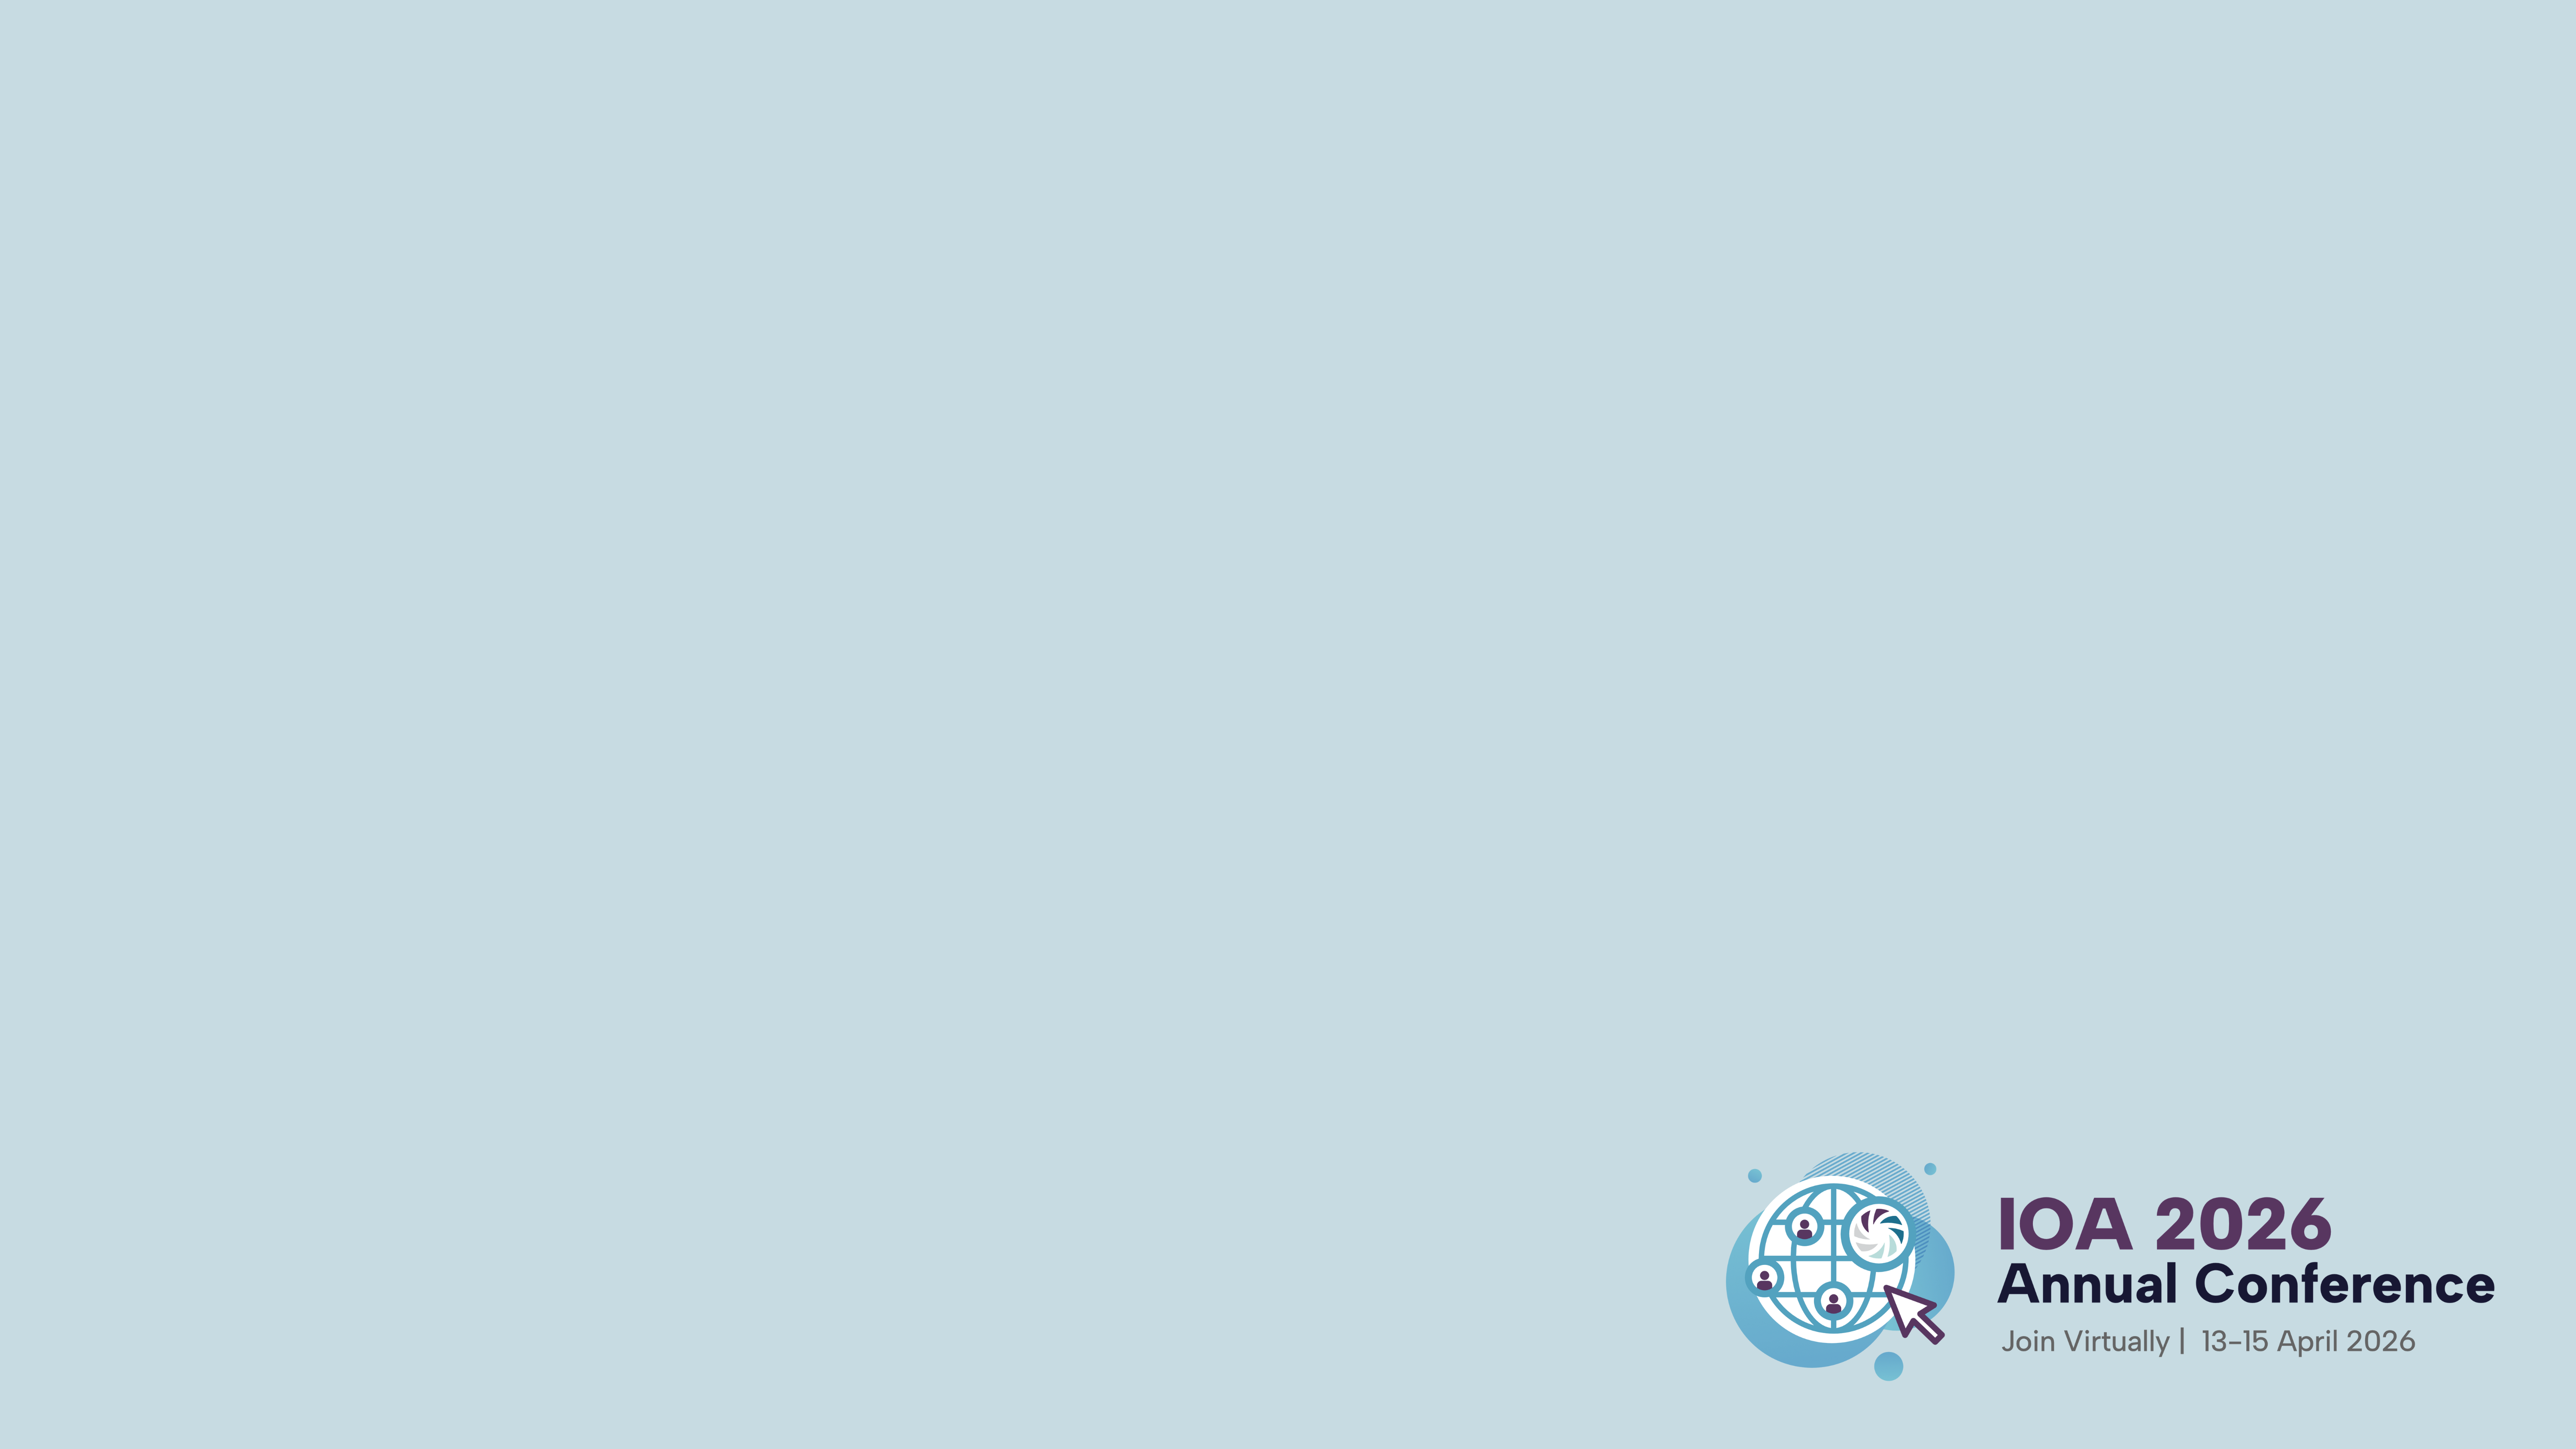 IOA 2026
Annual Conference
Join Virtually | 13–15 April 2026